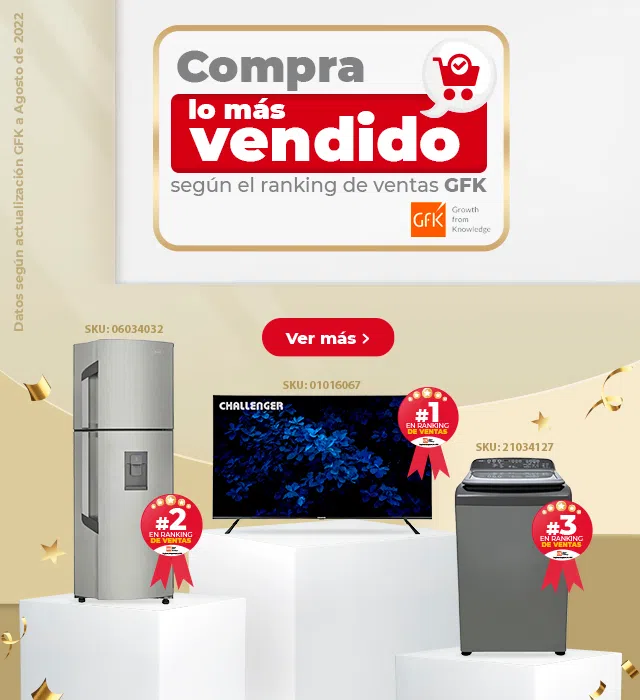 Datos según actualización GFK a Agosto de 2022
Compra
lo más
vendido
según el ranking de ventas GFK
GfK
Growth
from
Knowledge
Ver más >
SKU: 06034032
SKU: 01016067
CHALLENGER
#1
EN RANKING
DE VENTAS
SKU: 21034127
#2
EN RANKING
DE VENTAS
#3
EN RANKING
DE VENTAS